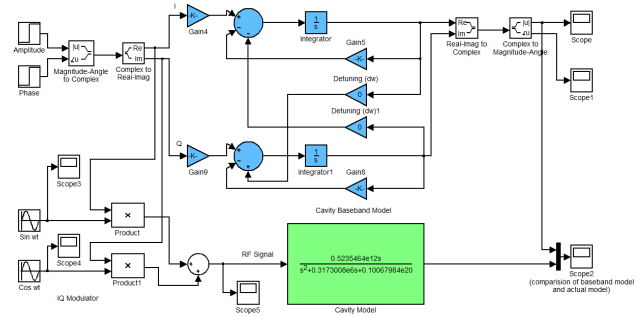 I
-K-
Gain4
1
s
Integrator
Gain5
-K-
Amplitude
|u|
∠u
Magnitude-Angle
to Complex
Re
Im
Complex to
Real-Imag
Phase
Re
Im
Real-Imag to
Complex
|u|
∠u
Complex to
Magnitude-Angle
Scope
Scope1
Detuning (dw)
0
Detuning (dw)1
0
Q
-K-
Gain9
1
s
Integrator1
Gain8
-K-
Scope3
Cavity Baseband Model
Sin wt
×
Product
Scope4
RF Signal
0.5235464e12s
s²+0.3173008e6s+0.10067984e20
Cavity Model
Cos wt
×
Product1
IQ Modulator
Scope5
Scope2
(comparision of baseband model
and actual model)